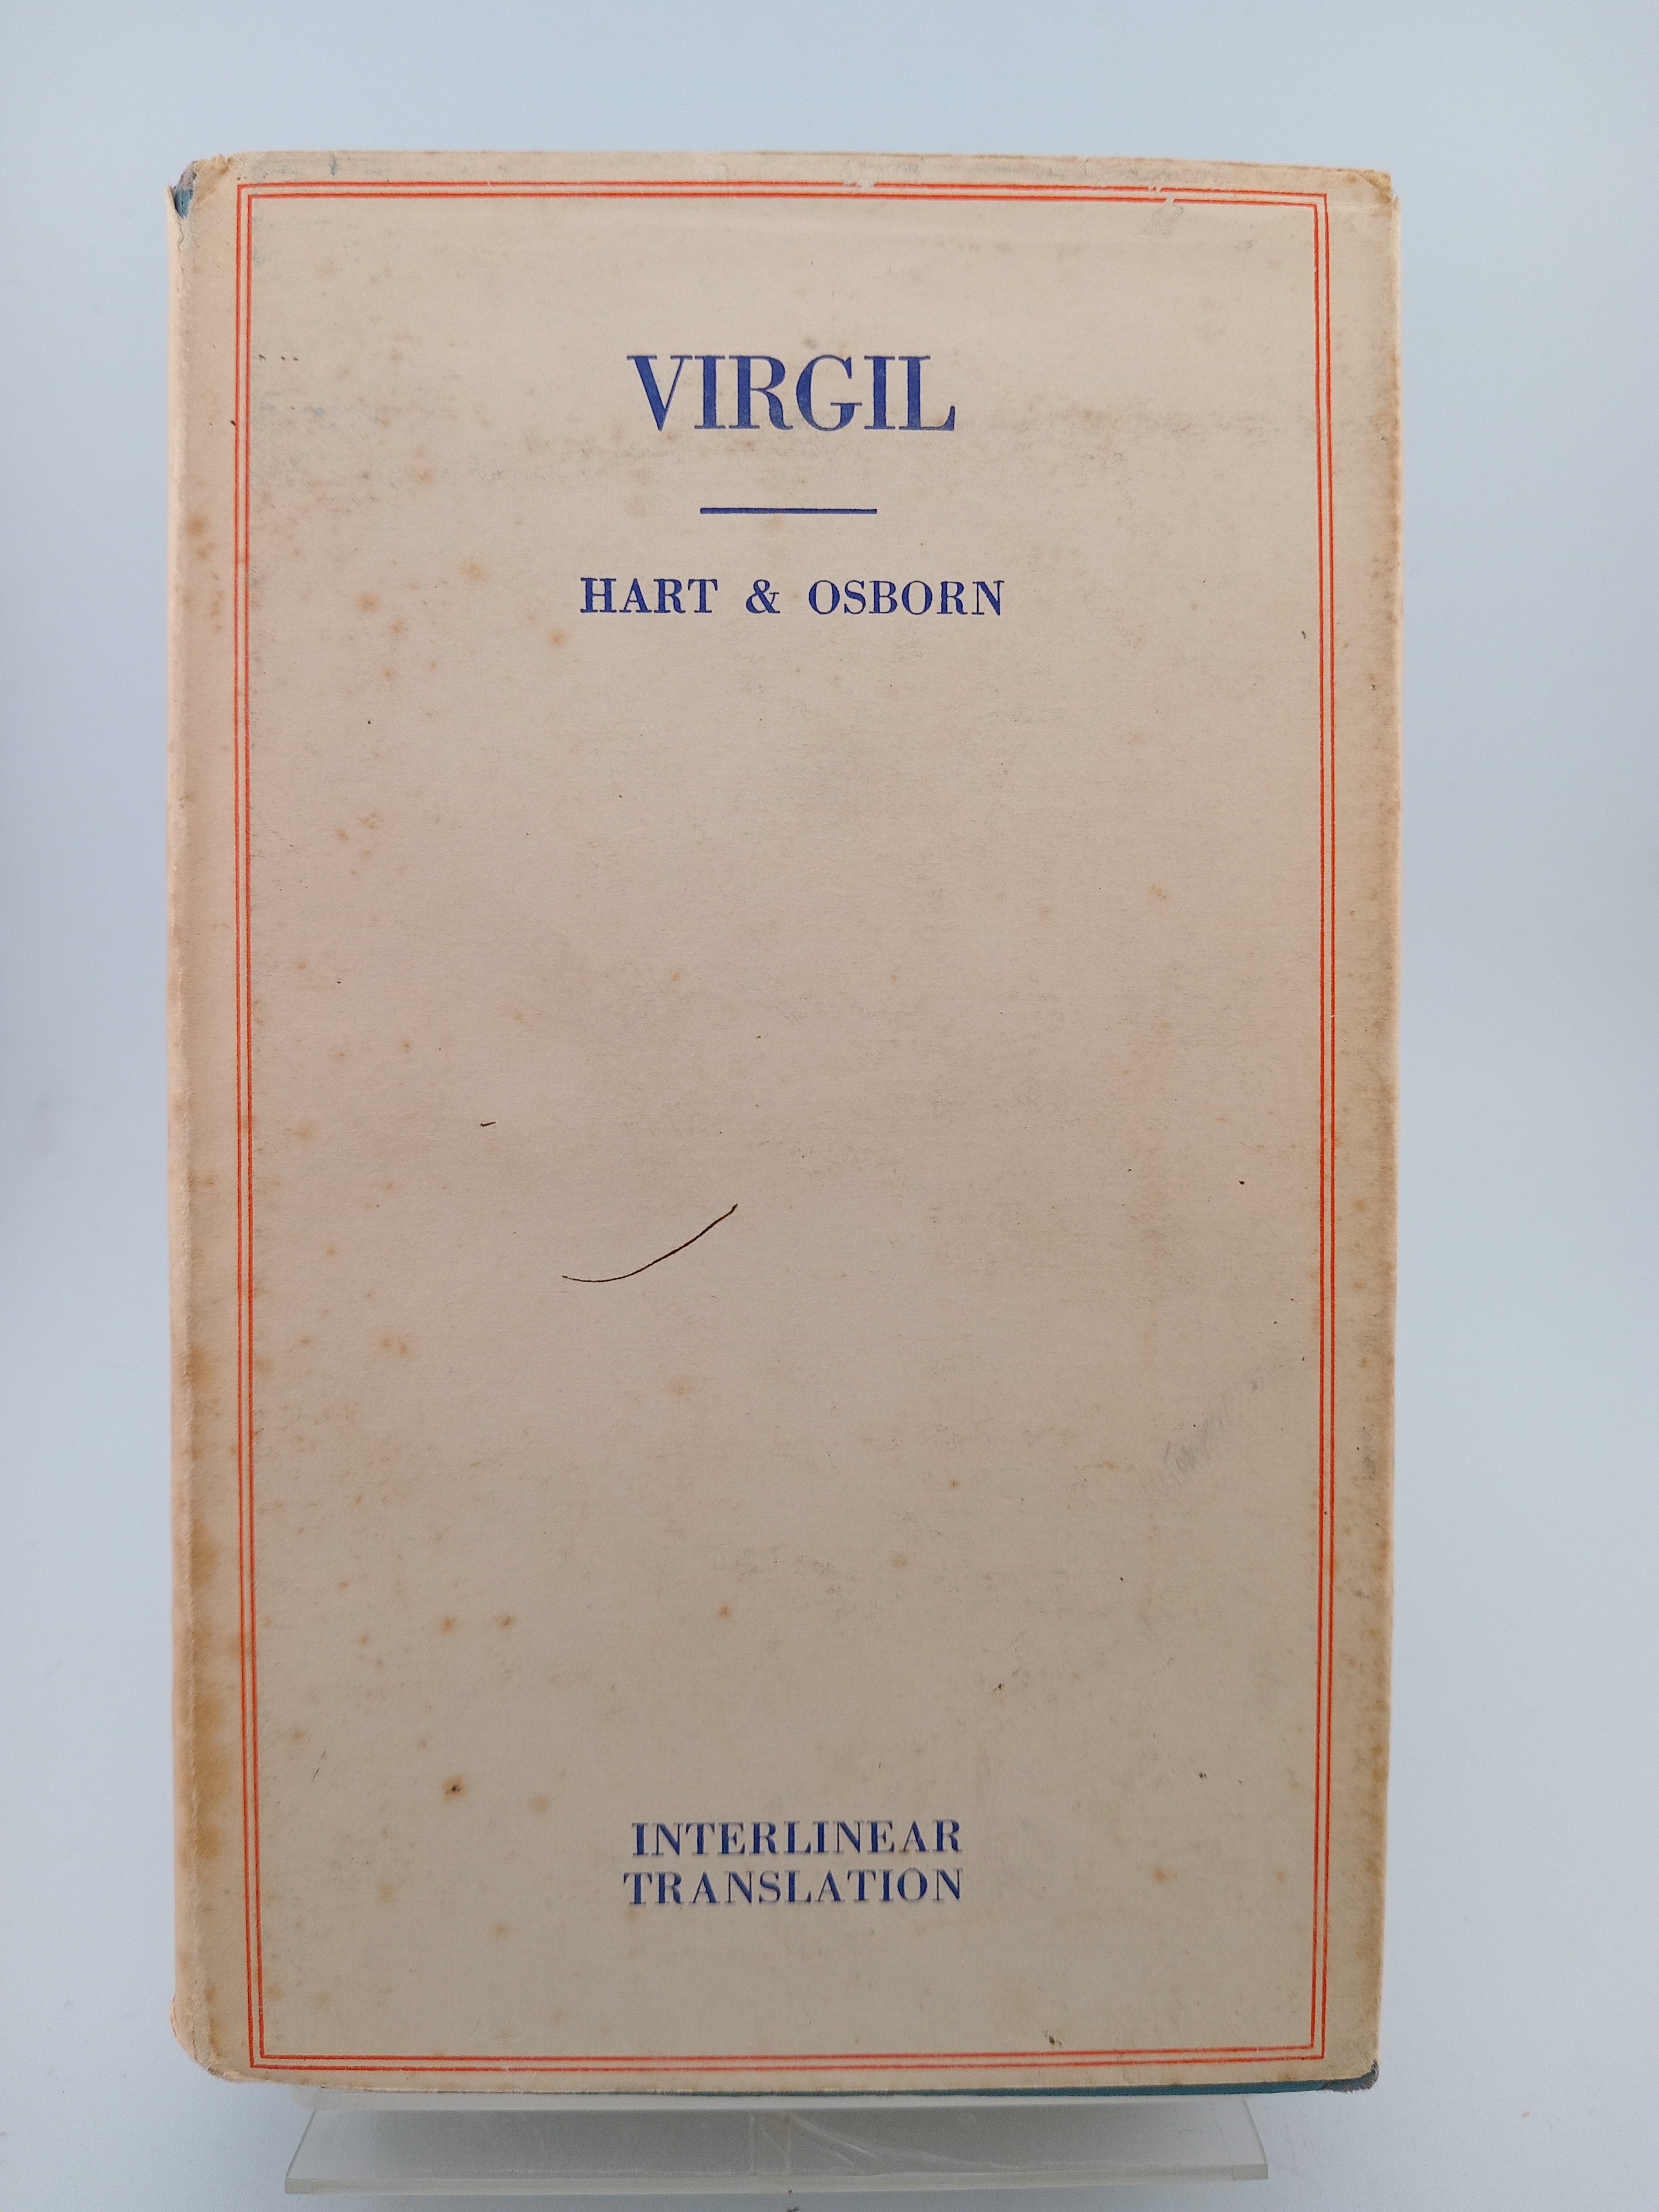 VIRGIL
HART & OSBORN
INTERLINEAR
TRANSLATION